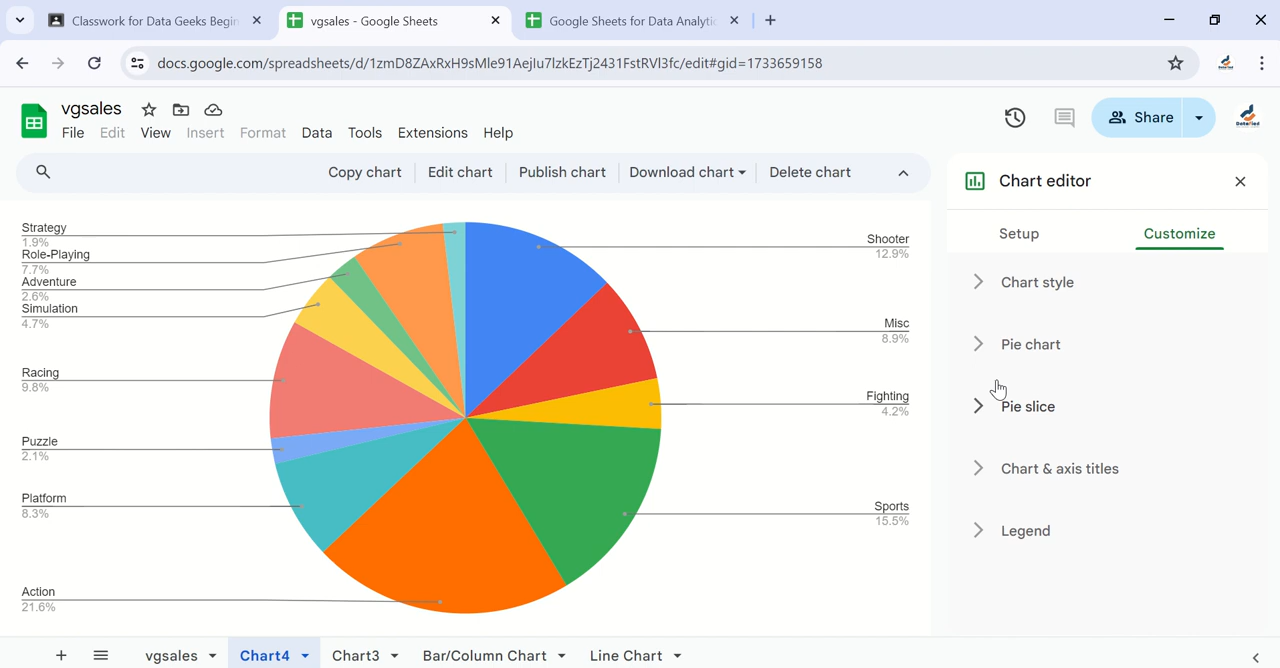 Classwork for Data Geeks Begin
vgsales - Google Sheets
Google Sheets for Data Analytic
docs.google.com/spreadsheets/d/1zmD8ZAxRxH9sMle91Aejlu7lzkEzTj2431FstRVl3fc/edit#gid=1733659158
vgsales
File Edit View Insert Format Data Tools Extensions Help
Share
Copy chart Edit chart Publish chart Download chart Delete chart
Chart editor
Setup Customize
Chart style
Pie chart
Pie slice
Chart & axis titles
Legend
Strategy
1.9%
Role-Playing
7.7%
Adventure
2.6%
Simulation
4.7%
Racing
9.8%
Puzzle
2.1%
Platform
8.3%
Action
21.6%
Shooter
12.9%
Misc
8.9%
Fighting
4.2%
Sports
15.5%
vgsales Chart4 Chart3 Bar/Column Chart Line Chart